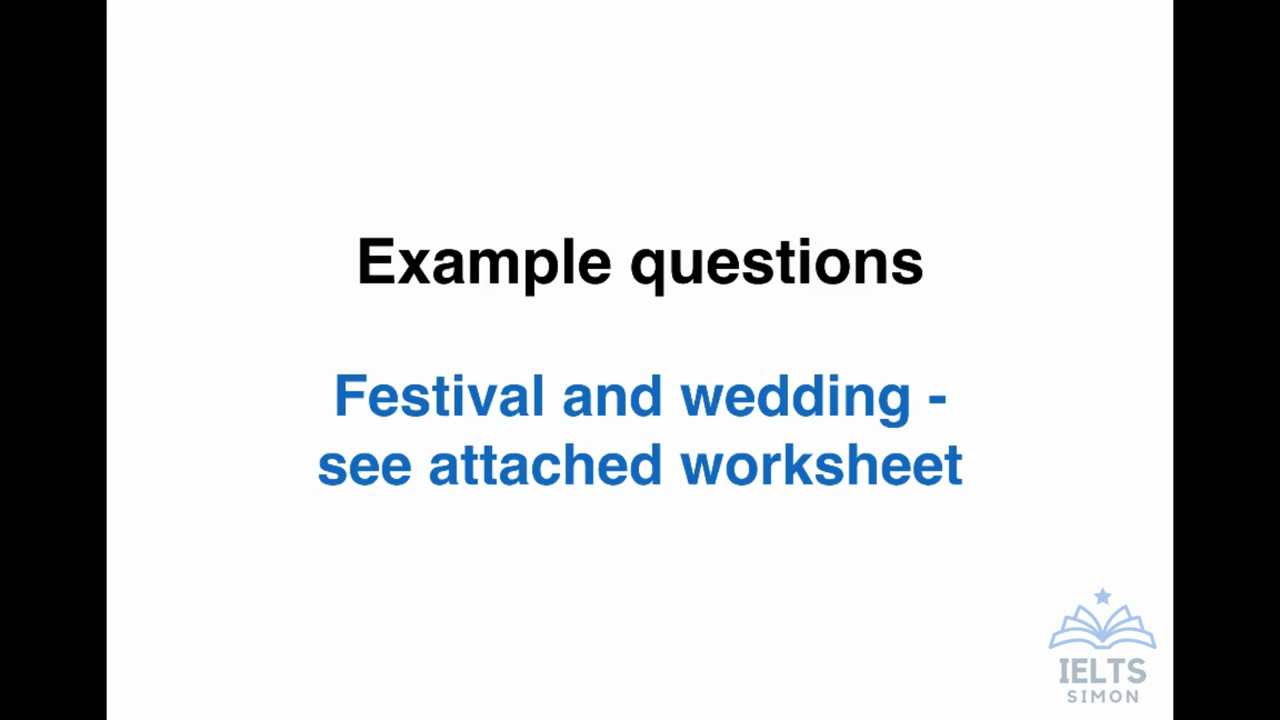 Example questions
Festival and wedding -
see attached worksheet
IELTS
SIMON